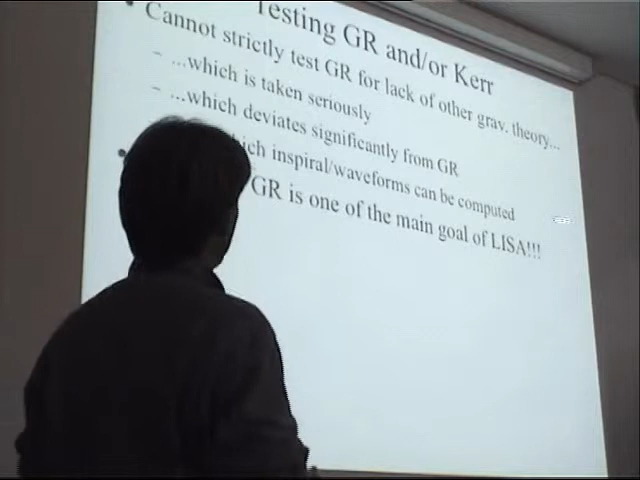 Testing GR and/or Kerr
• Cannot strictly test GR for lack of other grav. theory...
– ...which is taken seriously
– ...which deviates significantly from GR
inspiral/waveforms can be computed
• GR is one of the main goal of LISA!!!